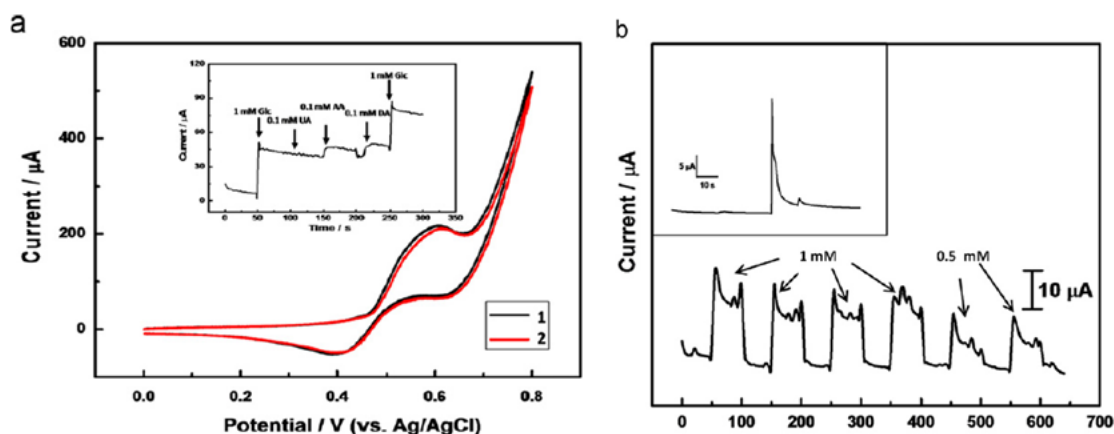 a
600
500
400
200
0
Current / μA
0.0
0.2
0.4
0.6
0.8
Potential / V (vs. Ag/AgCl)
1
2
120
90
60
30
0
Current / μA
1 mM Glc
0.1 mM UA
0.1 mM AA
0.1 mM DA
1 mM Glc
0
50
100
150
200
250
300
350
Time / s
b
5 μA
10 s
Current / μA
1 mM
0.5 mM
10 μA
0
100
200
300
400
500
600
700